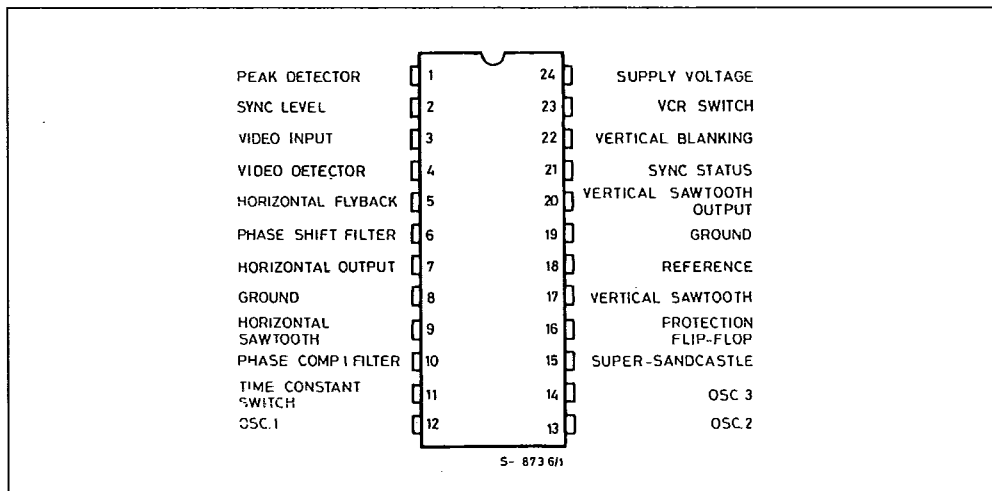 PEAK DETECTOR 1 24 SUPPLY VOLTAGE
SYNC LEVEL 2 23 VCR SWITCH
VIDEO INPUT 3 22 VERTICAL BLANKING
VIDEO DETECTOR 4 21 SYNC STATUS
HORIZONTAL FLYBACK 5 20 VERTICAL SAWTOOTH
OUTPUT
PHASE SHIFT FILTER 6 19 GROUND
HORIZONTAL OUTPUT 7 18 REFERENCE
GROUND 8 17 VERTICAL SAWTOOTH
HORIZONTAL
SAWTOOTH 9 16 PROTECTION
FLIP-FLOP
PHASE COMP 1 FILTER 10 15 SUPER-SANDCASTLE
TIME CONSTANT
SWITCH 11 14 OSC 3
OSC.1 12 13 OSC.2
S- 8736/1